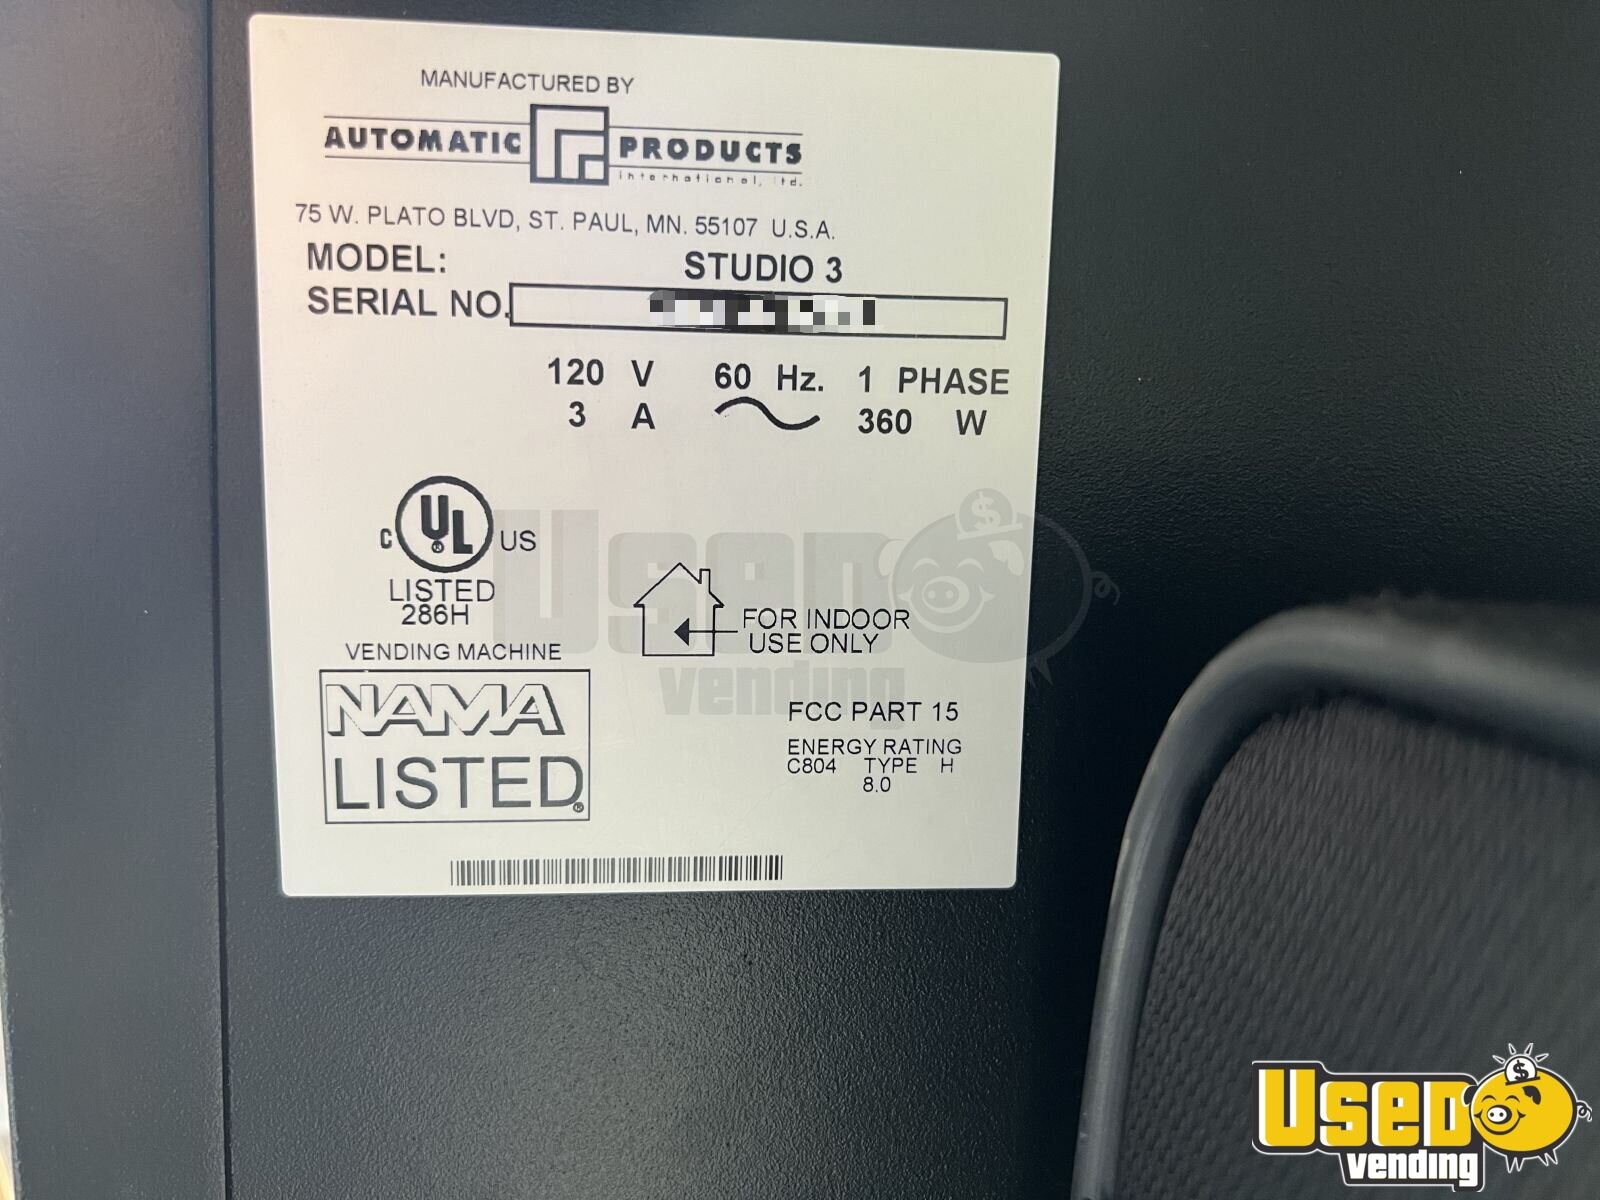 MANUFACTURED BY
AUTOMATIC PRODUCTS
international, ltd.
75 W. PLATO BLVD, ST. PAUL, MN. 55107 U.S.A.
MODEL: STUDIO 3
SERIAL NO.
120 V 60 Hz. 1 PHASE
3 A 360 W
C UL US
LISTED
286H
VENDING MACHINE
NAMA
LISTED
FOR INDOOR
USE ONLY
FCC PART 15
ENERGY RATING
C804 TYPE H
8.0
Used
vending
Used
vending